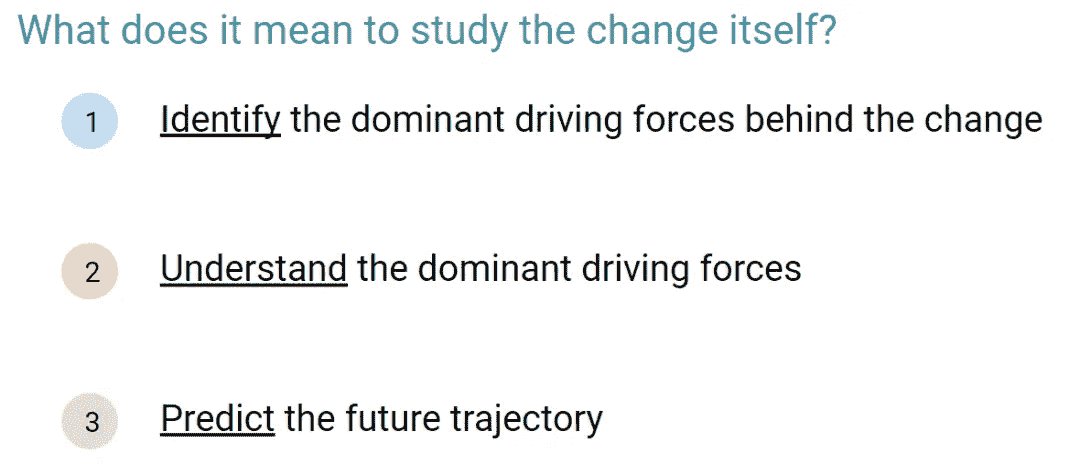 What does it mean to study the change itself?
1 Identify the dominant driving forces behind the change
2 Understand the dominant driving forces
3 Predict the future trajectory